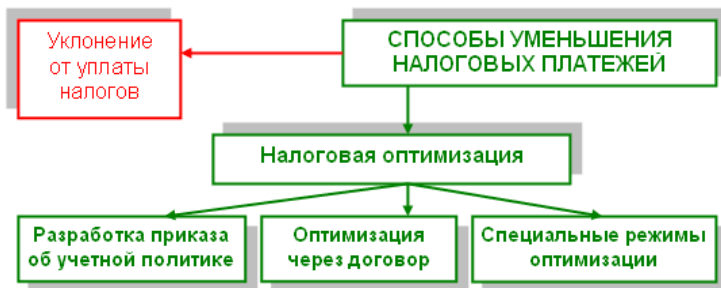 Уклонение
от уплаты
налогов
СПОСОБЫ УМЕНЬШЕНИЯ
НАЛОГОВЫХ ПЛАТЕЖЕЙ
Налоговая оптимизация
Разработка приказа
об учетной политике
Оптимизация
через договор
Специальные режимы
оптимизации